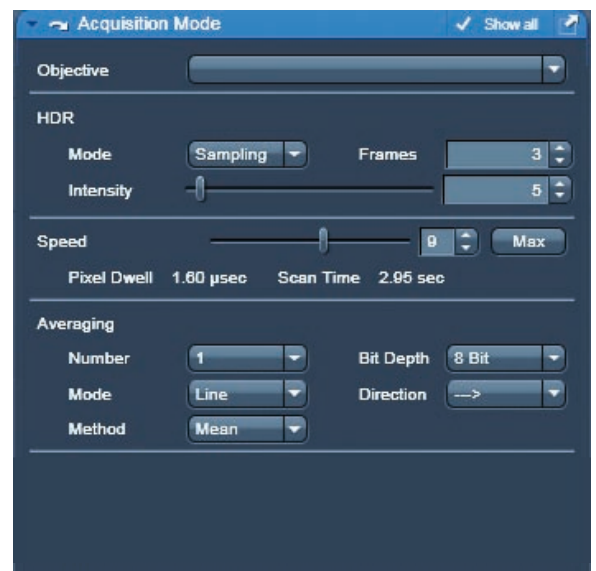 Acquisition Mode Show all
Objective
HDR
Mode Sampling Frames 3
Intensity 5
Speed 9 Max
Pixel Dwell 1.60 µsec Scan Time 2.95 sec
Averaging
Number 1 Bit Depth 8 Bit
Mode Line Direction --->
Method Mean